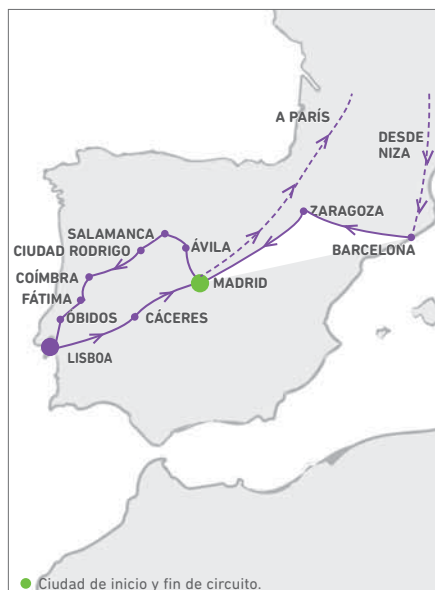 A PARÍS
DESDE
NIZA
ZARAGOZA
SALAMANCA
CIUDAD RODRIGO
ÁVILA
BARCELONA
COÍMBRA
MADRID
FÁTIMA
ÓBIDOS
CÁCERES
LISBOA
Ciudad de inicio y fin de circuito.